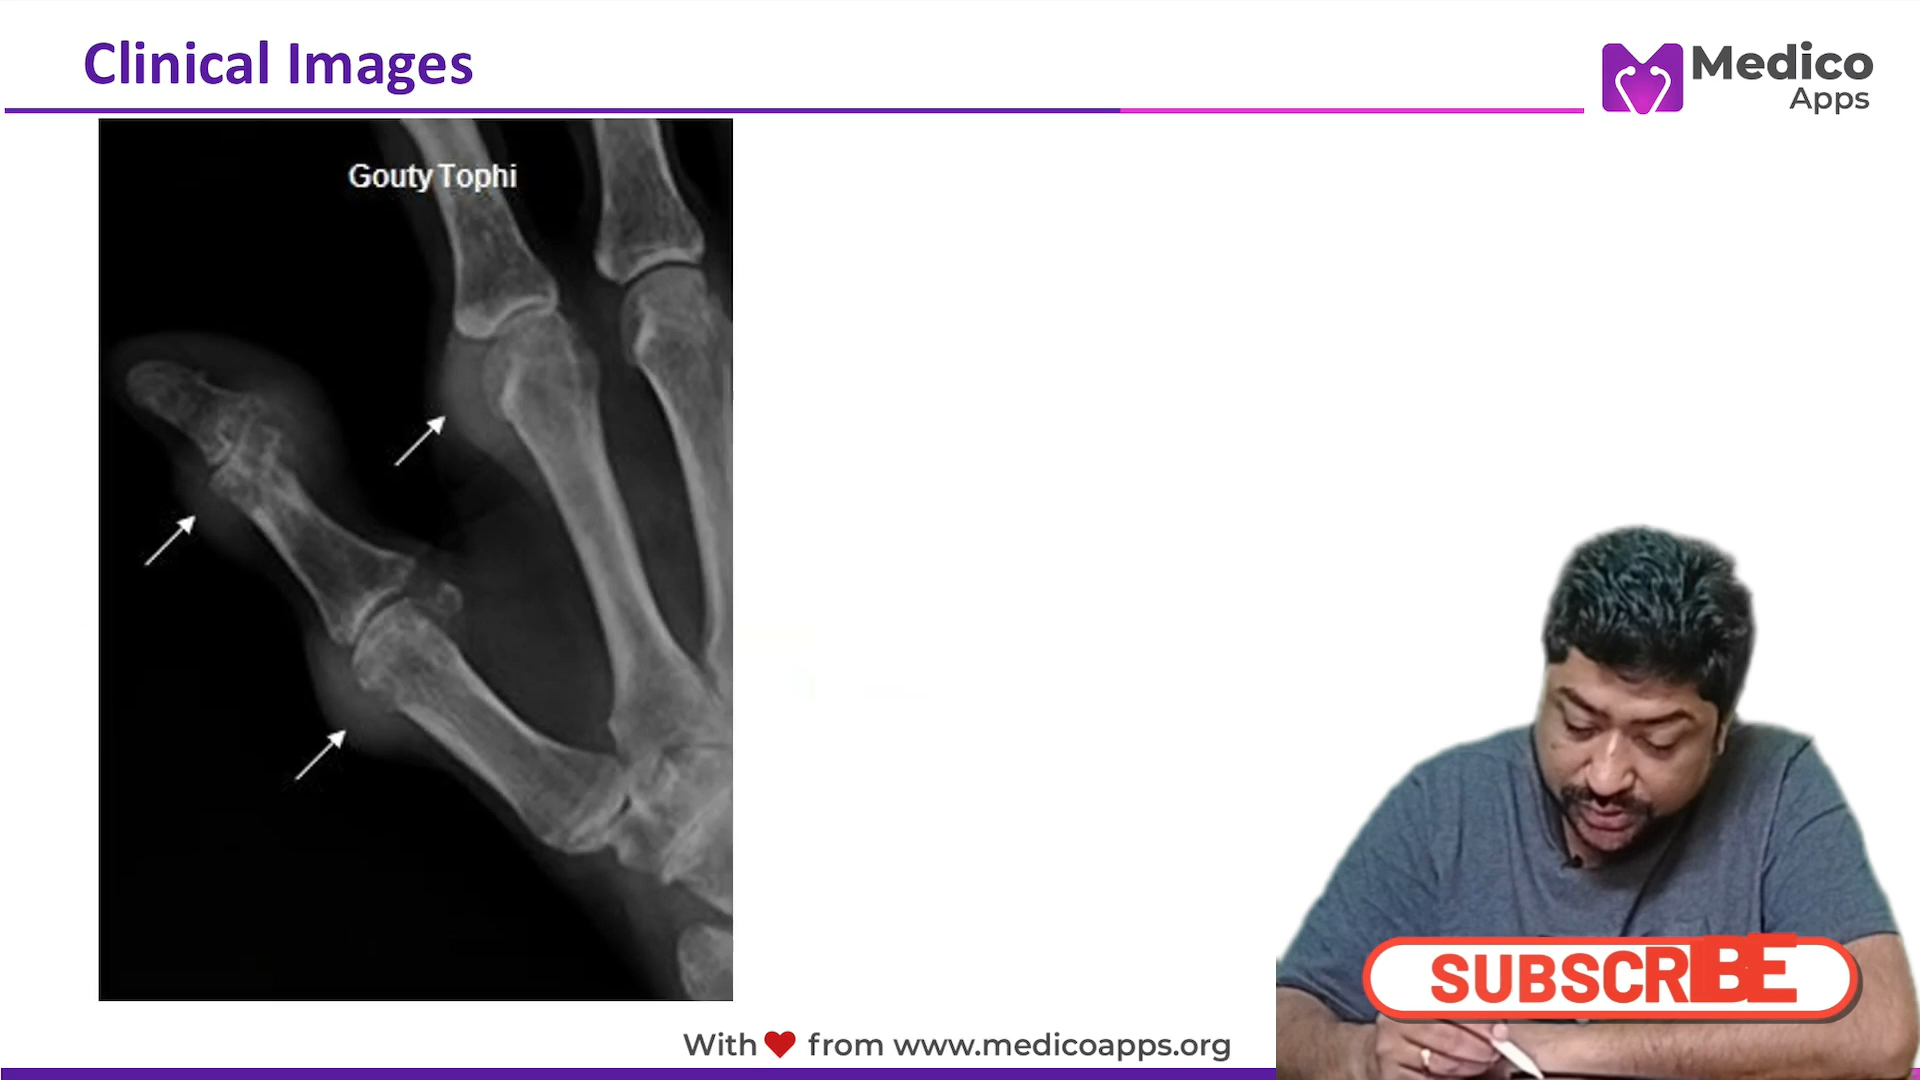 Clinical Images
Medico
Apps
Gouty Tophi
SUBSCRIBE
With from www.medicoapps.org